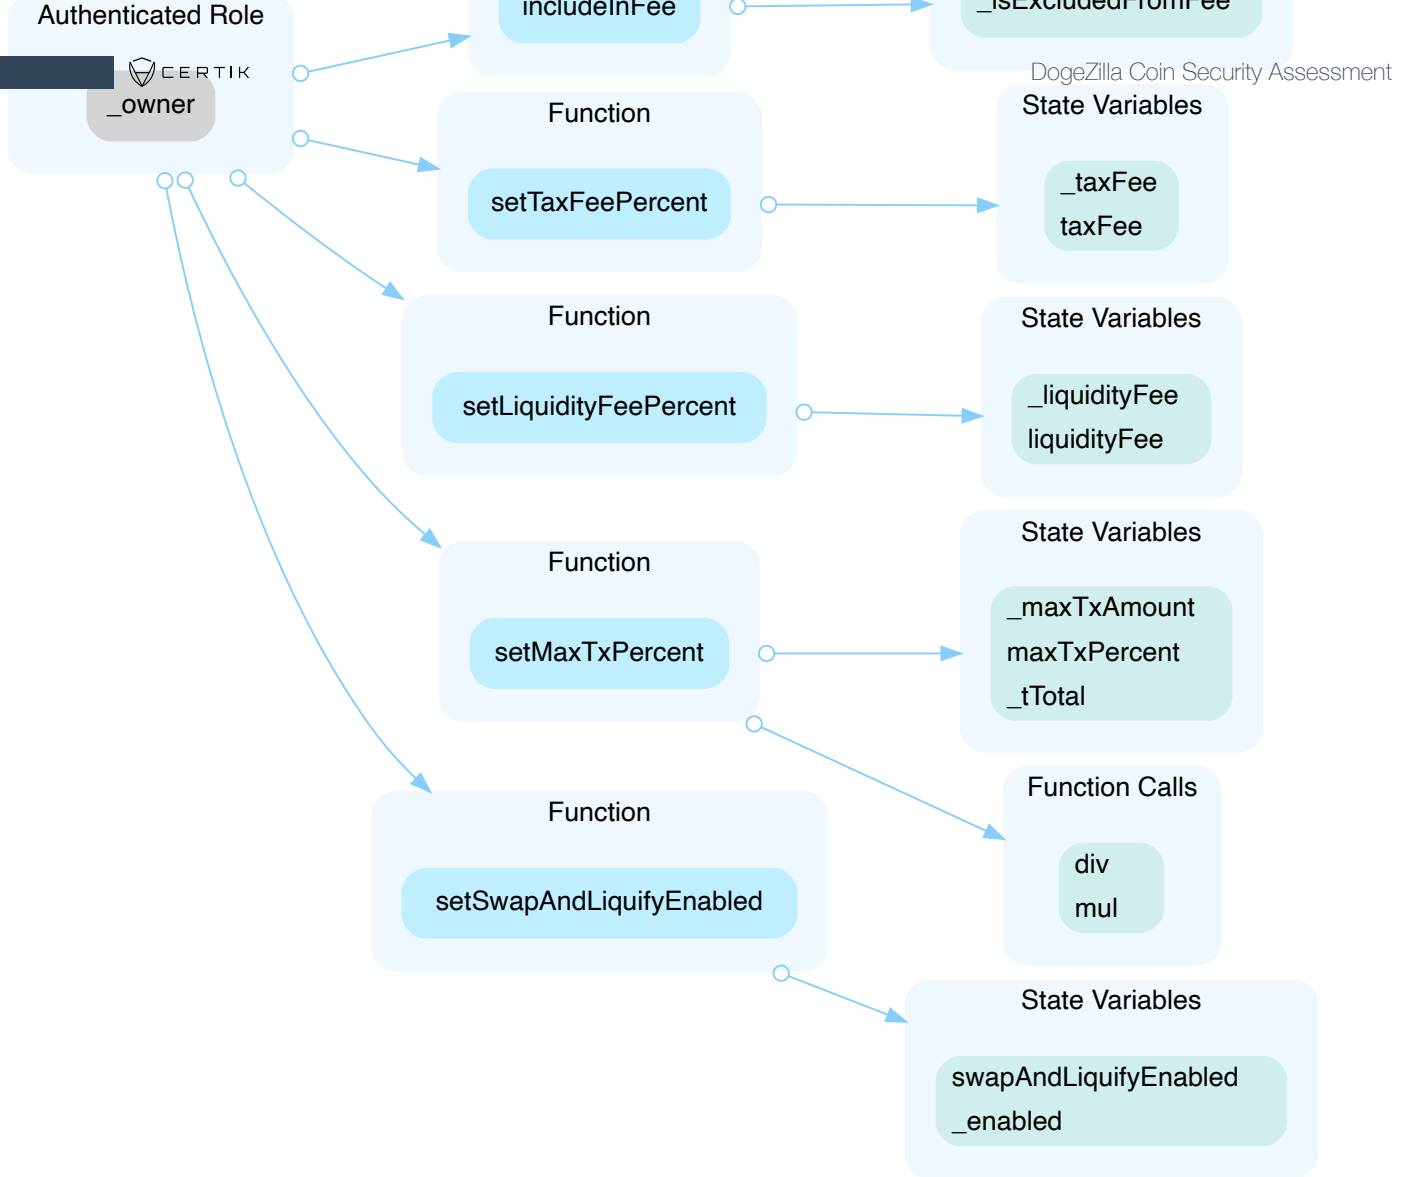 Authenticated Role
includeInFee
_isExcludedFromFee
CERTIK
DogeZilla Coin Security Assessment
_owner
Function
State Variables
setTaxFeePercent
_taxFee
taxFee
Function
State Variables
setLiquidityFeePercent
_liquidityFee
liquidityFee
Function
State Variables
setMaxTxPercent
_maxTxAmount
maxTxPercent
_tTotal
Function Calls
div
mul
Function
setSwapAndLiquifyEnabled
State Variables
swapAndLiquifyEnabled
_enabled